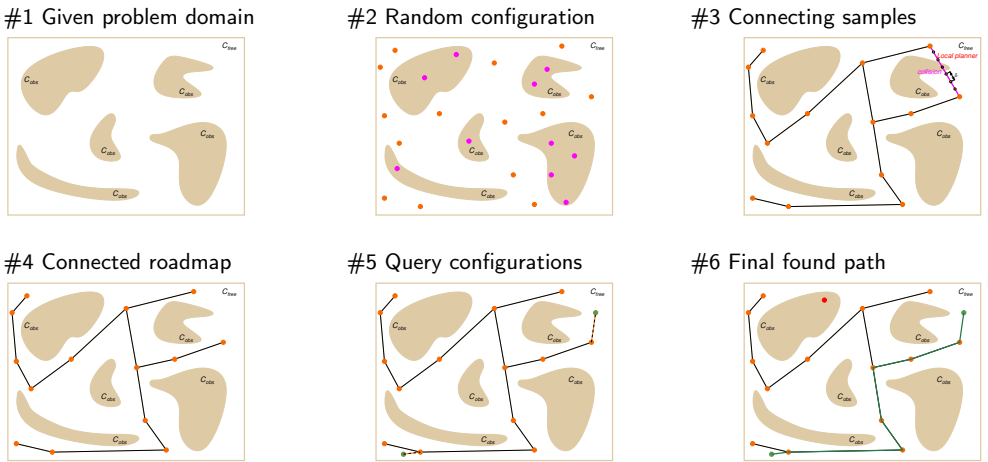 #1 Given problem domain
#2 Random configuration
#3 Connecting samples
C_free
C_obs
C_obs
C_obs
C_obs
C_obs
C_free
C_obs
C_obs
C_obs
C_obs
C_obs
C_free
Local planner
collision
δ
C_obs
C_obs
C_obs
C_obs
C_obs
#4 Connected roadmap
#5 Query configurations
#6 Final found path
C_free
C_obs
C_obs
C_obs
C_obs
C_obs
C_free
C_obs
C_obs
C_obs
C_obs
C_obs
C_free
C_obs
C_obs
C_obs
C_obs
C_obs